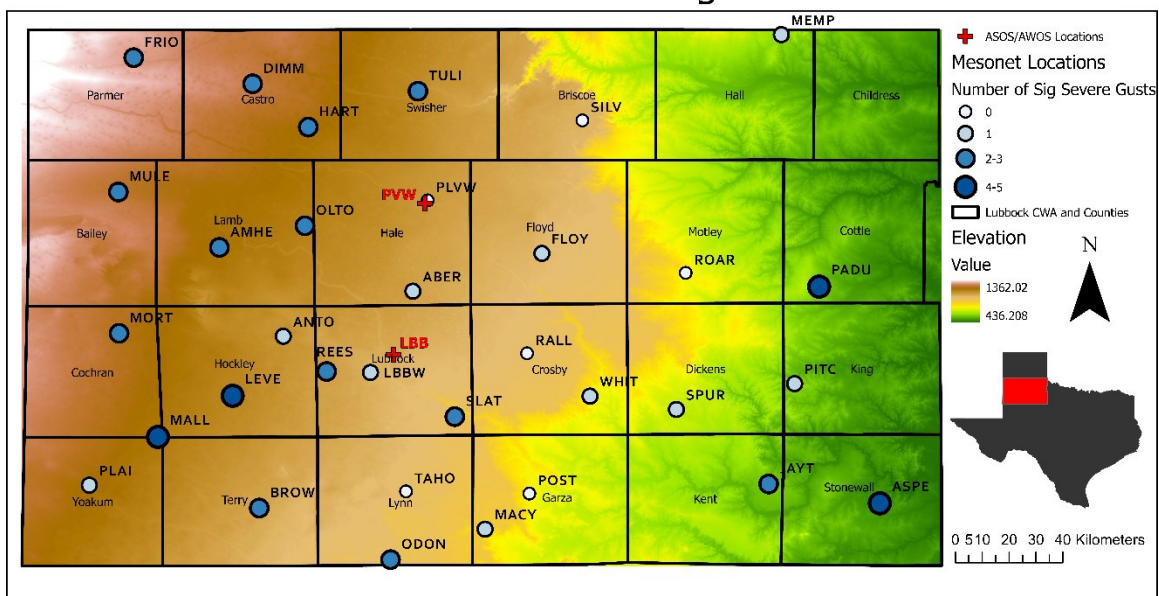 MEMP
FRIO
DIMM
TULI
Parmer
Castro
Swisher
Briscoe
Hall
Childress
SILV
HART
MULE
PVW
PLVW
OLTO
Lamb
AMHE
Bailey
Hale
Floyd
FLOY
Motley
Cottle
ROAR
PADU
ABER
MORT
ANTO
LBB
REES
Lubbock
LBBW
RALL
Crosby
Hockley
LEVE
Cochran
WHIT
Dickens
SPUR
PITC
King
SLAT
MALL
PLAI
Yoakum
Terry
BROW
TAHO
Lynn
POST
Garza
MACY
ODON
Kent
JAYT
Stonewall
ASPE
ASOS/AWOS Locations
Mesonet Locations
Number of Sig Severe Gusts
0
1
2-3
4-5
Lubbock CWA and Counties
Elevation
Value
1362.02
436.208
N
0 510 20 30 40 Kilometers